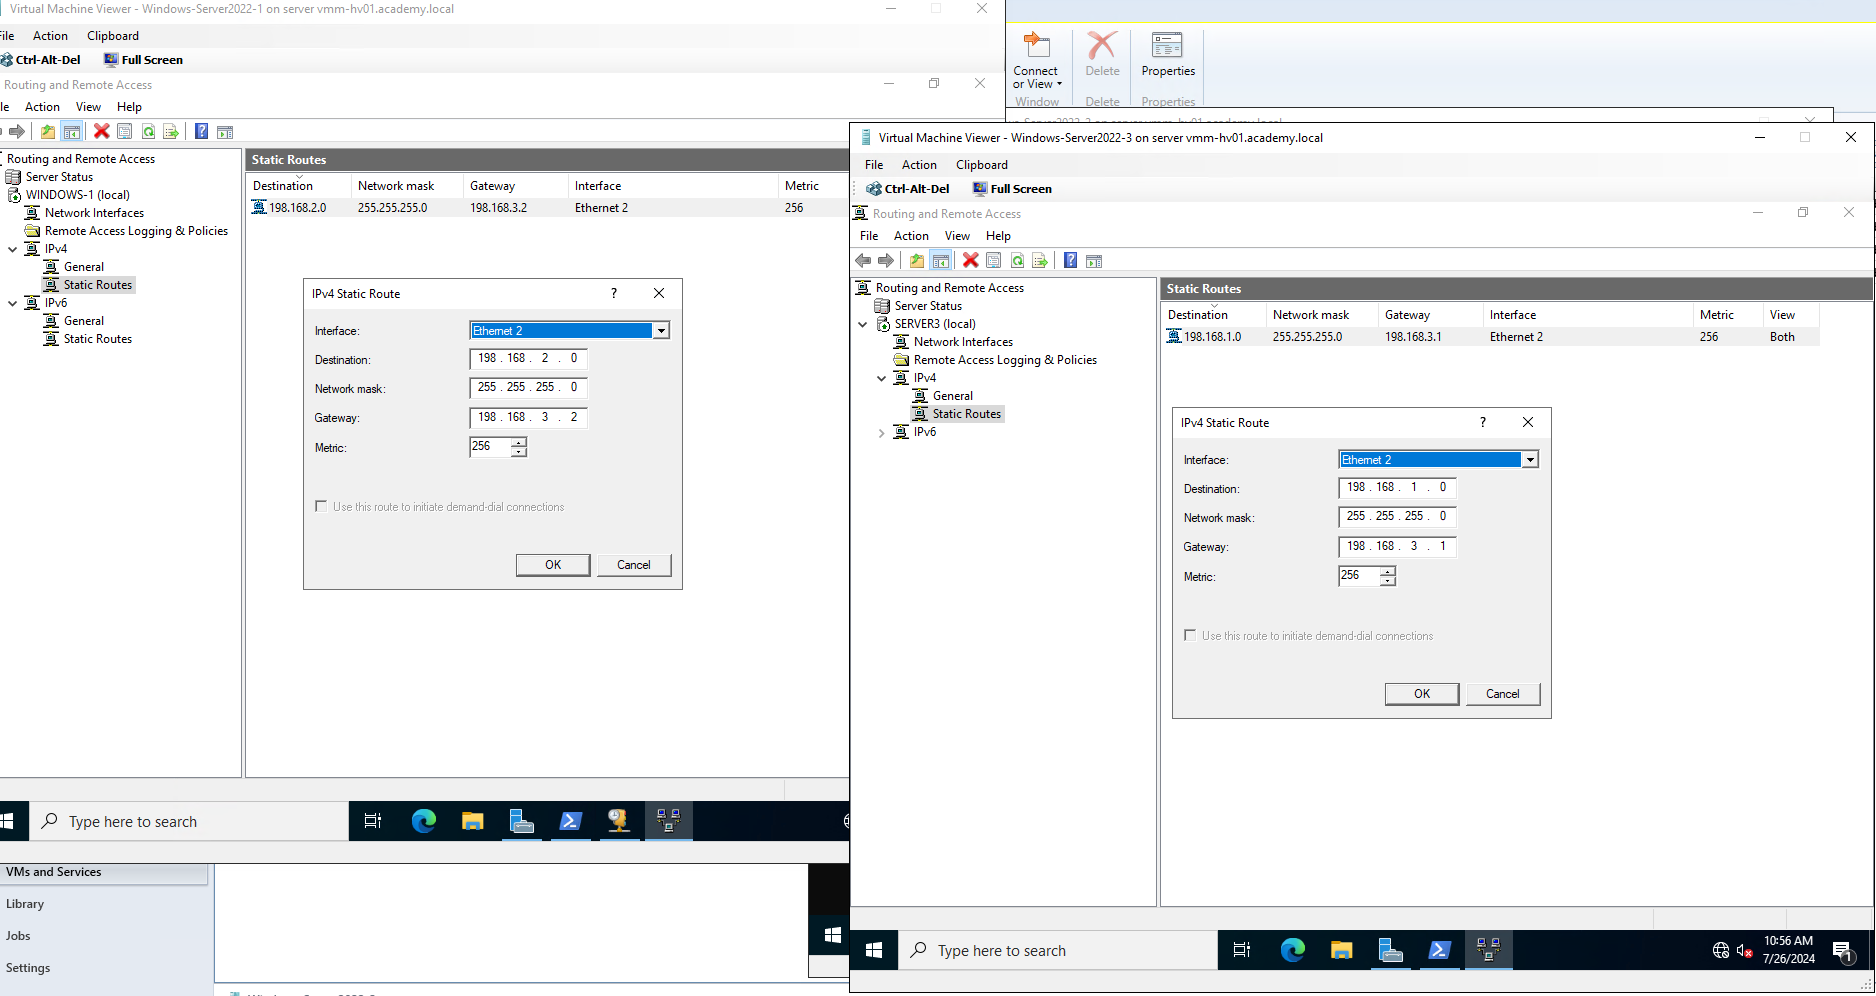 Virtual Machine Viewer - Windows-Server2022-1 on server vmm-hv01.academy.local
File Action Clipboard
Ctrl-Alt-Del Full Screen
Routing and Remote Access
Action View Help
Routing and Remote Access
Server Status
WINDOWS-1 (local)
Network Interfaces
Remote Access Logging & Policies
IPv4
General
Static Routes
IPv6
General
Static Routes
Static Routes
Destination Network mask Gateway Interface Metric
198.168.2.0 255.255.255.0 198.168.3.2 Ethernet 2 256
IPv4 Static Route ?
Interface: Ethernet 2
Destination: 198 . 168 . 2 . 0
Network mask: 255 . 255 . 255 . 0
Gateway: 198 . 168 . 3 . 2
Metric: 256
Use this route to initiate demand-dial connections
OK Cancel
Type here to search
VMs and Services
Library
Jobs
Settings
Connect or View
Delete
Properties
Window Delete Properties
Virtual Machine Viewer - Windows-Server2022-3 on server vmm-hv01.academy.local
File Action Clipboard
Ctrl-Alt-Del Full Screen
Routing and Remote Access
File Action View Help
Routing and Remote Access
Server Status
SERVER3 (local)
Network Interfaces
Remote Access Logging & Policies
IPv4
General
Static Routes
IPv6
Static Routes
Destination Network mask Gateway Interface Metric View
198.168.1.0 255.255.255.0 198.168.3.1 Ethernet 2 256 Both
IPv4 Static Route ?
Interface: Ethernet 2
Destination: 198 . 168 . 1 . 0
Network mask: 255 . 255 . 255 . 0
Gateway: 198 . 168 . 3 . 1
Metric: 256
Use this route to initiate demand-dial connections
OK Cancel
Type here to search
10:56 AM
7/26/2024
1